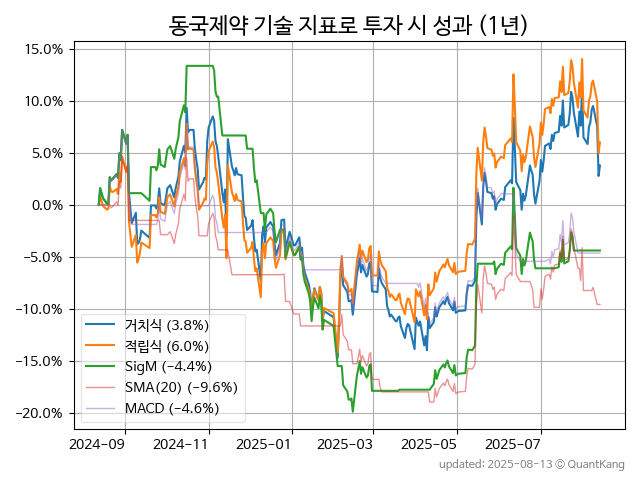 동국제약 기술 지표로 투자 시 성과 (1년)
15.0%
10.0%
5.0%
0.0%
−5.0%
−10.0%
−15.0%
−20.0%
거치식 (3.8%)
적립식 (6.0%)
SigM (−4.4%)
SMA(20) (−9.6%)
MACD (−4.6%)
2024-09
2024-11
2025-01
2025-03
2025-05
2025-07
updated: 2025-08-13 © QuantKang